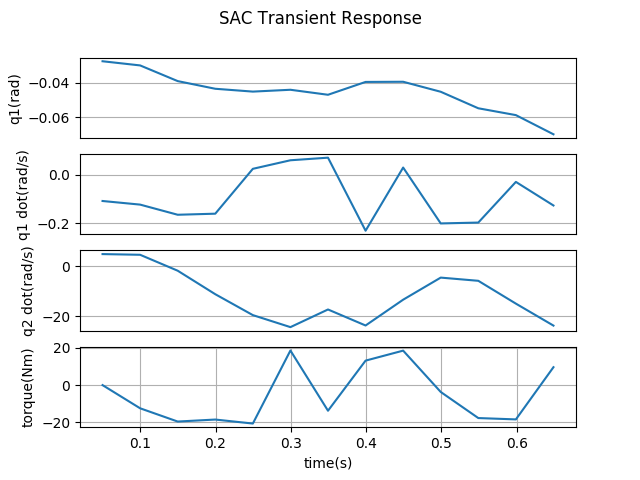 SAC Transient Response
q1(rad)
−0.04
−0.06
q1 dot(rad/s)
0.0
−0.2
q2 dot(rad/s)
0
−20
torque(Nm)
20
0
−20
0.1 0.2 0.3 0.4 0.5 0.6
time(s)